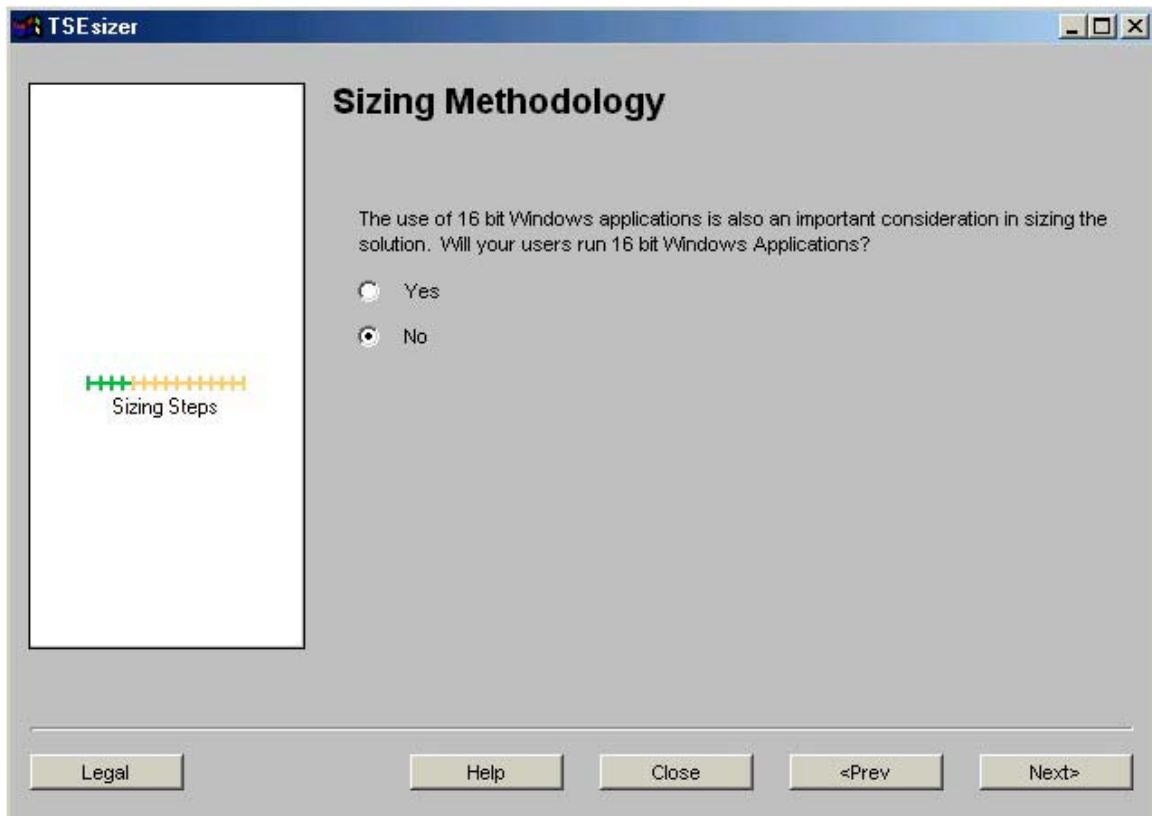 TSEsizer
Sizing Methodology
The use of 16 bit Windows applications is also an important consideration in sizing the
solution. Will your users run 16 bit Windows Applications?
Yes
No
Sizing Steps
Legal
Help
Close
<Prev
Next>